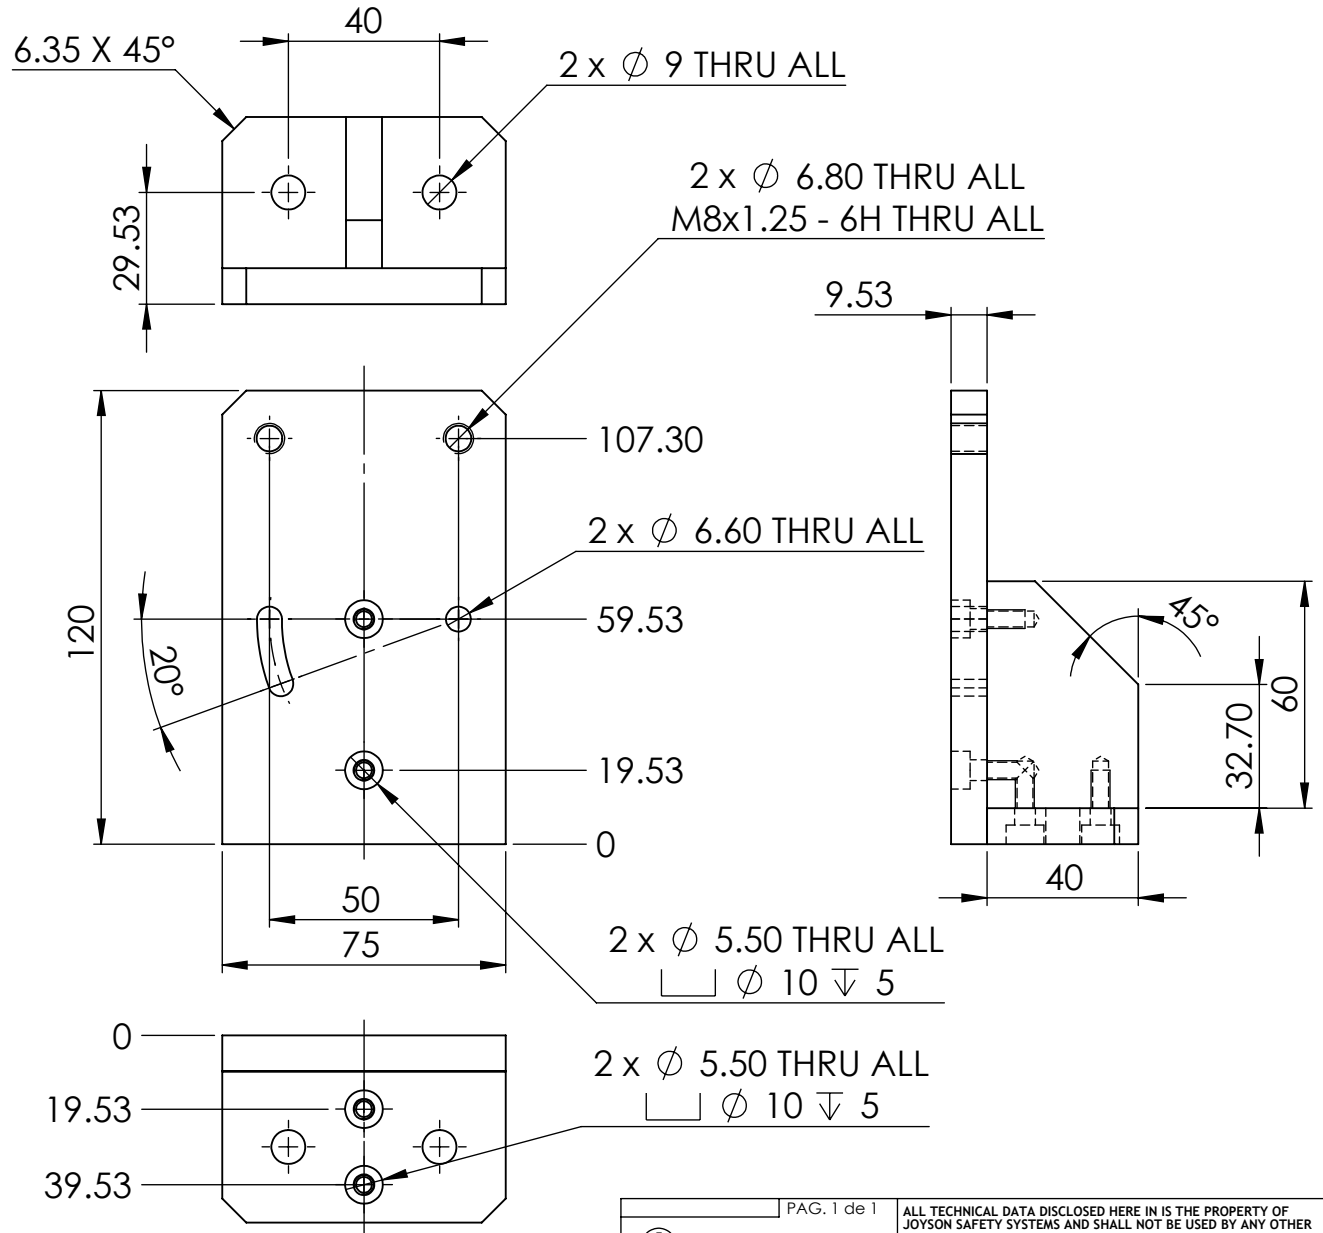 40
6.35 X 45°
2 x ∅ 9 THRU ALL
29.53
2 x ∅ 6.80 THRU ALL
M8x1.25 - 6H THRU ALL
9.53
107.30
2 x ∅ 6.60 THRU ALL
120
59.53
20°
45°
60
32.70
19.53
0
40
50
75
2 x ∅ 5.50 THRU ALL
⌴ ∅ 10 ↧ 5
0
2 x ∅ 5.50 THRU ALL
⌴ ∅ 10 ↧ 5
19.53
39.53
PAG. 1 de 1
ALL TECHNICAL DATA DISCLOSED HERE IN IS THE PROPERTY OF
JOYSON SAFETY SYSTEMS AND SHALL NOT BE USED BY ANY OTHER